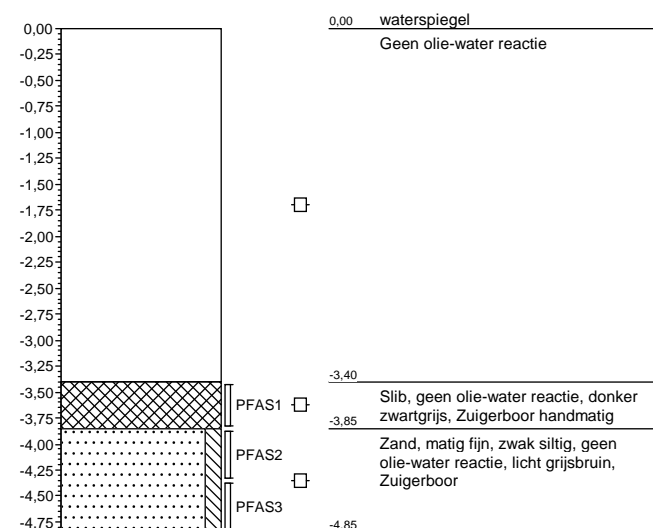 0,00 waterspiegel
0,00
Geen olie-water reactie
-0,25
-0,50
-0,75
-1,00
-1,25
-1,50
-1,75
-2,00
-2,25
-2,50
-2,75
-3,00
-3,25
-3,40
-3,50
Slib, geen olie-water reactie, donker
PFAS1
zwartgrijs, Zuigerboor handmatig
-3,75
-3,85
-4,00
Zand, matig fijn, zwak siltig, geen
PFAS2
olie-water reactie, licht grijsbruin,
-4,25
Zuigerboor
-4,50
PFAS3
-4,75
-4,85